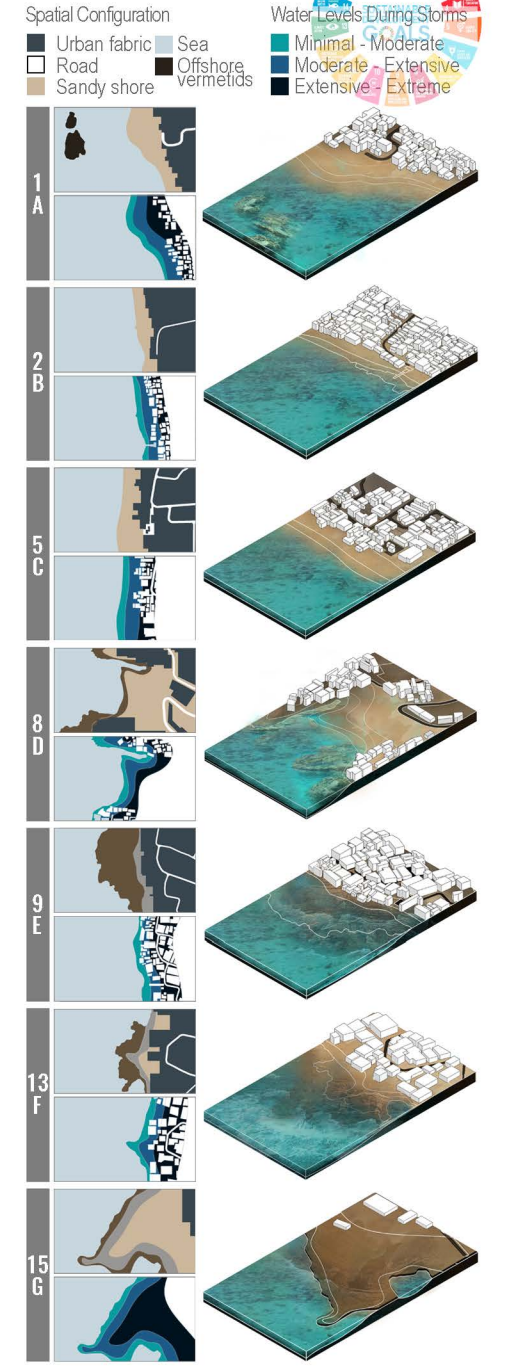 Spatial Configuration
Water Levels During Storms
Urban fabric
Sea
Minimal - Moderate
Road
Offshore vermetids
Moderate - Extensive
Sandy shore
Extensive - Extreme
SUSTAINABLE
GOALS
1
A
2
B
5
C
8
D
9
E
13
F
15
G